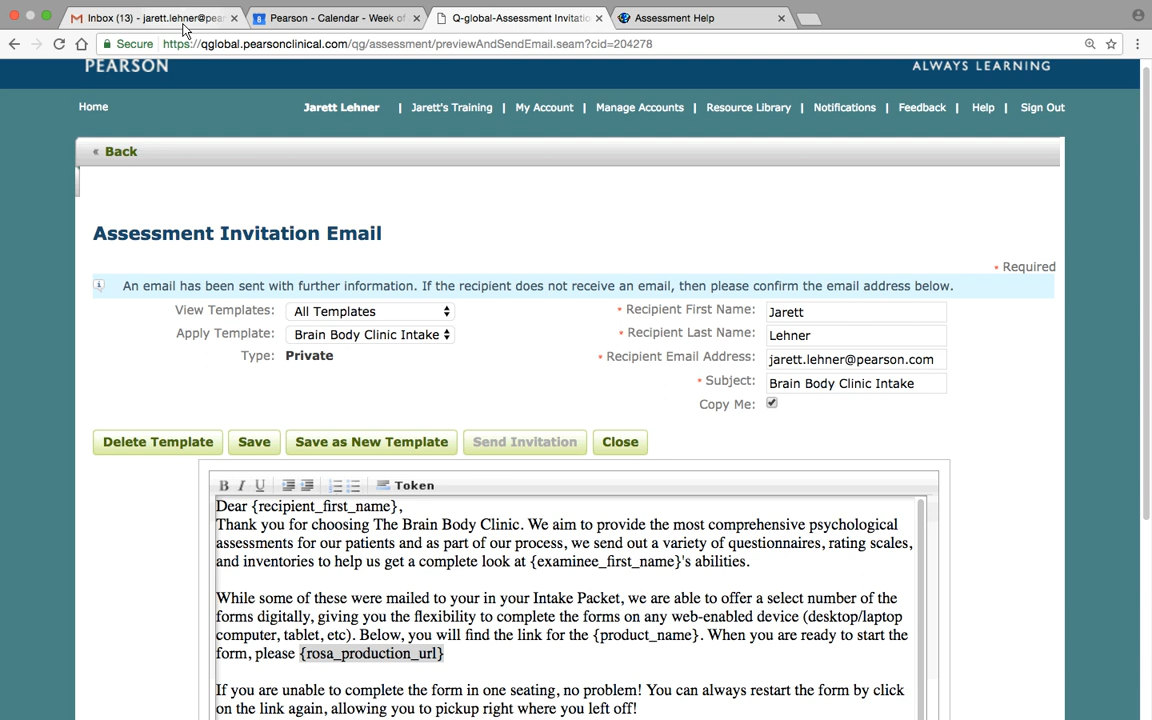 Inbox (13) - jarett.lehner@pear
Pearson - Calendar - Week of
Q-global-Assessment Invitatio
Assessment Help
Secure https://qglobal.pearsonclinical.com/qg/assessment/previewAndSendEmail.seam?cid=204278
PEARSON
ALWAYS LEARNING
Home
Jarett Lehner | Jarett's Training | My Account | Manage Accounts | Resource Library | Notifications | Feedback | Help | Sign Out
« Back
Assessment Invitation Email
* Required
An email has been sent with further information. If the recipient does not receive an email, then please confirm the email address below.
View Templates: All Templates
* Recipient First Name: Jarett
Apply Template: Brain Body Clinic Intake
* Recipient Last Name: Lehner
Type: Private
* Recipient Email Address: jarett.lehner@pearson.com
* Subject: Brain Body Clinic Intake
Copy Me:
Delete Template Save Save as New Template Send Invitation Close
B I U Token
Dear {recipient_first_name},
Thank you for choosing The Brain Body Clinic. We aim to provide the most comprehensive psychological
assessments for our patients and as part of our process, we send out a variety of questionnaires, rating scales,
and inventories to help us get a complete look at {examinee_first_name}'s abilities.
While some of these were mailed to your in your Intake Packet, we are able to offer a select number of the
forms digitally, giving you the flexibility to complete the forms on any web-enabled device (desktop/laptop
computer, tablet, etc). Below, you will find the link for the {product_name}. When you are ready to start the
form, please {rosa_production_url}
If you are unable to complete the form in one seating, no problem! You can always restart the form by click
on the link again, allowing you to pickup right where you left off!